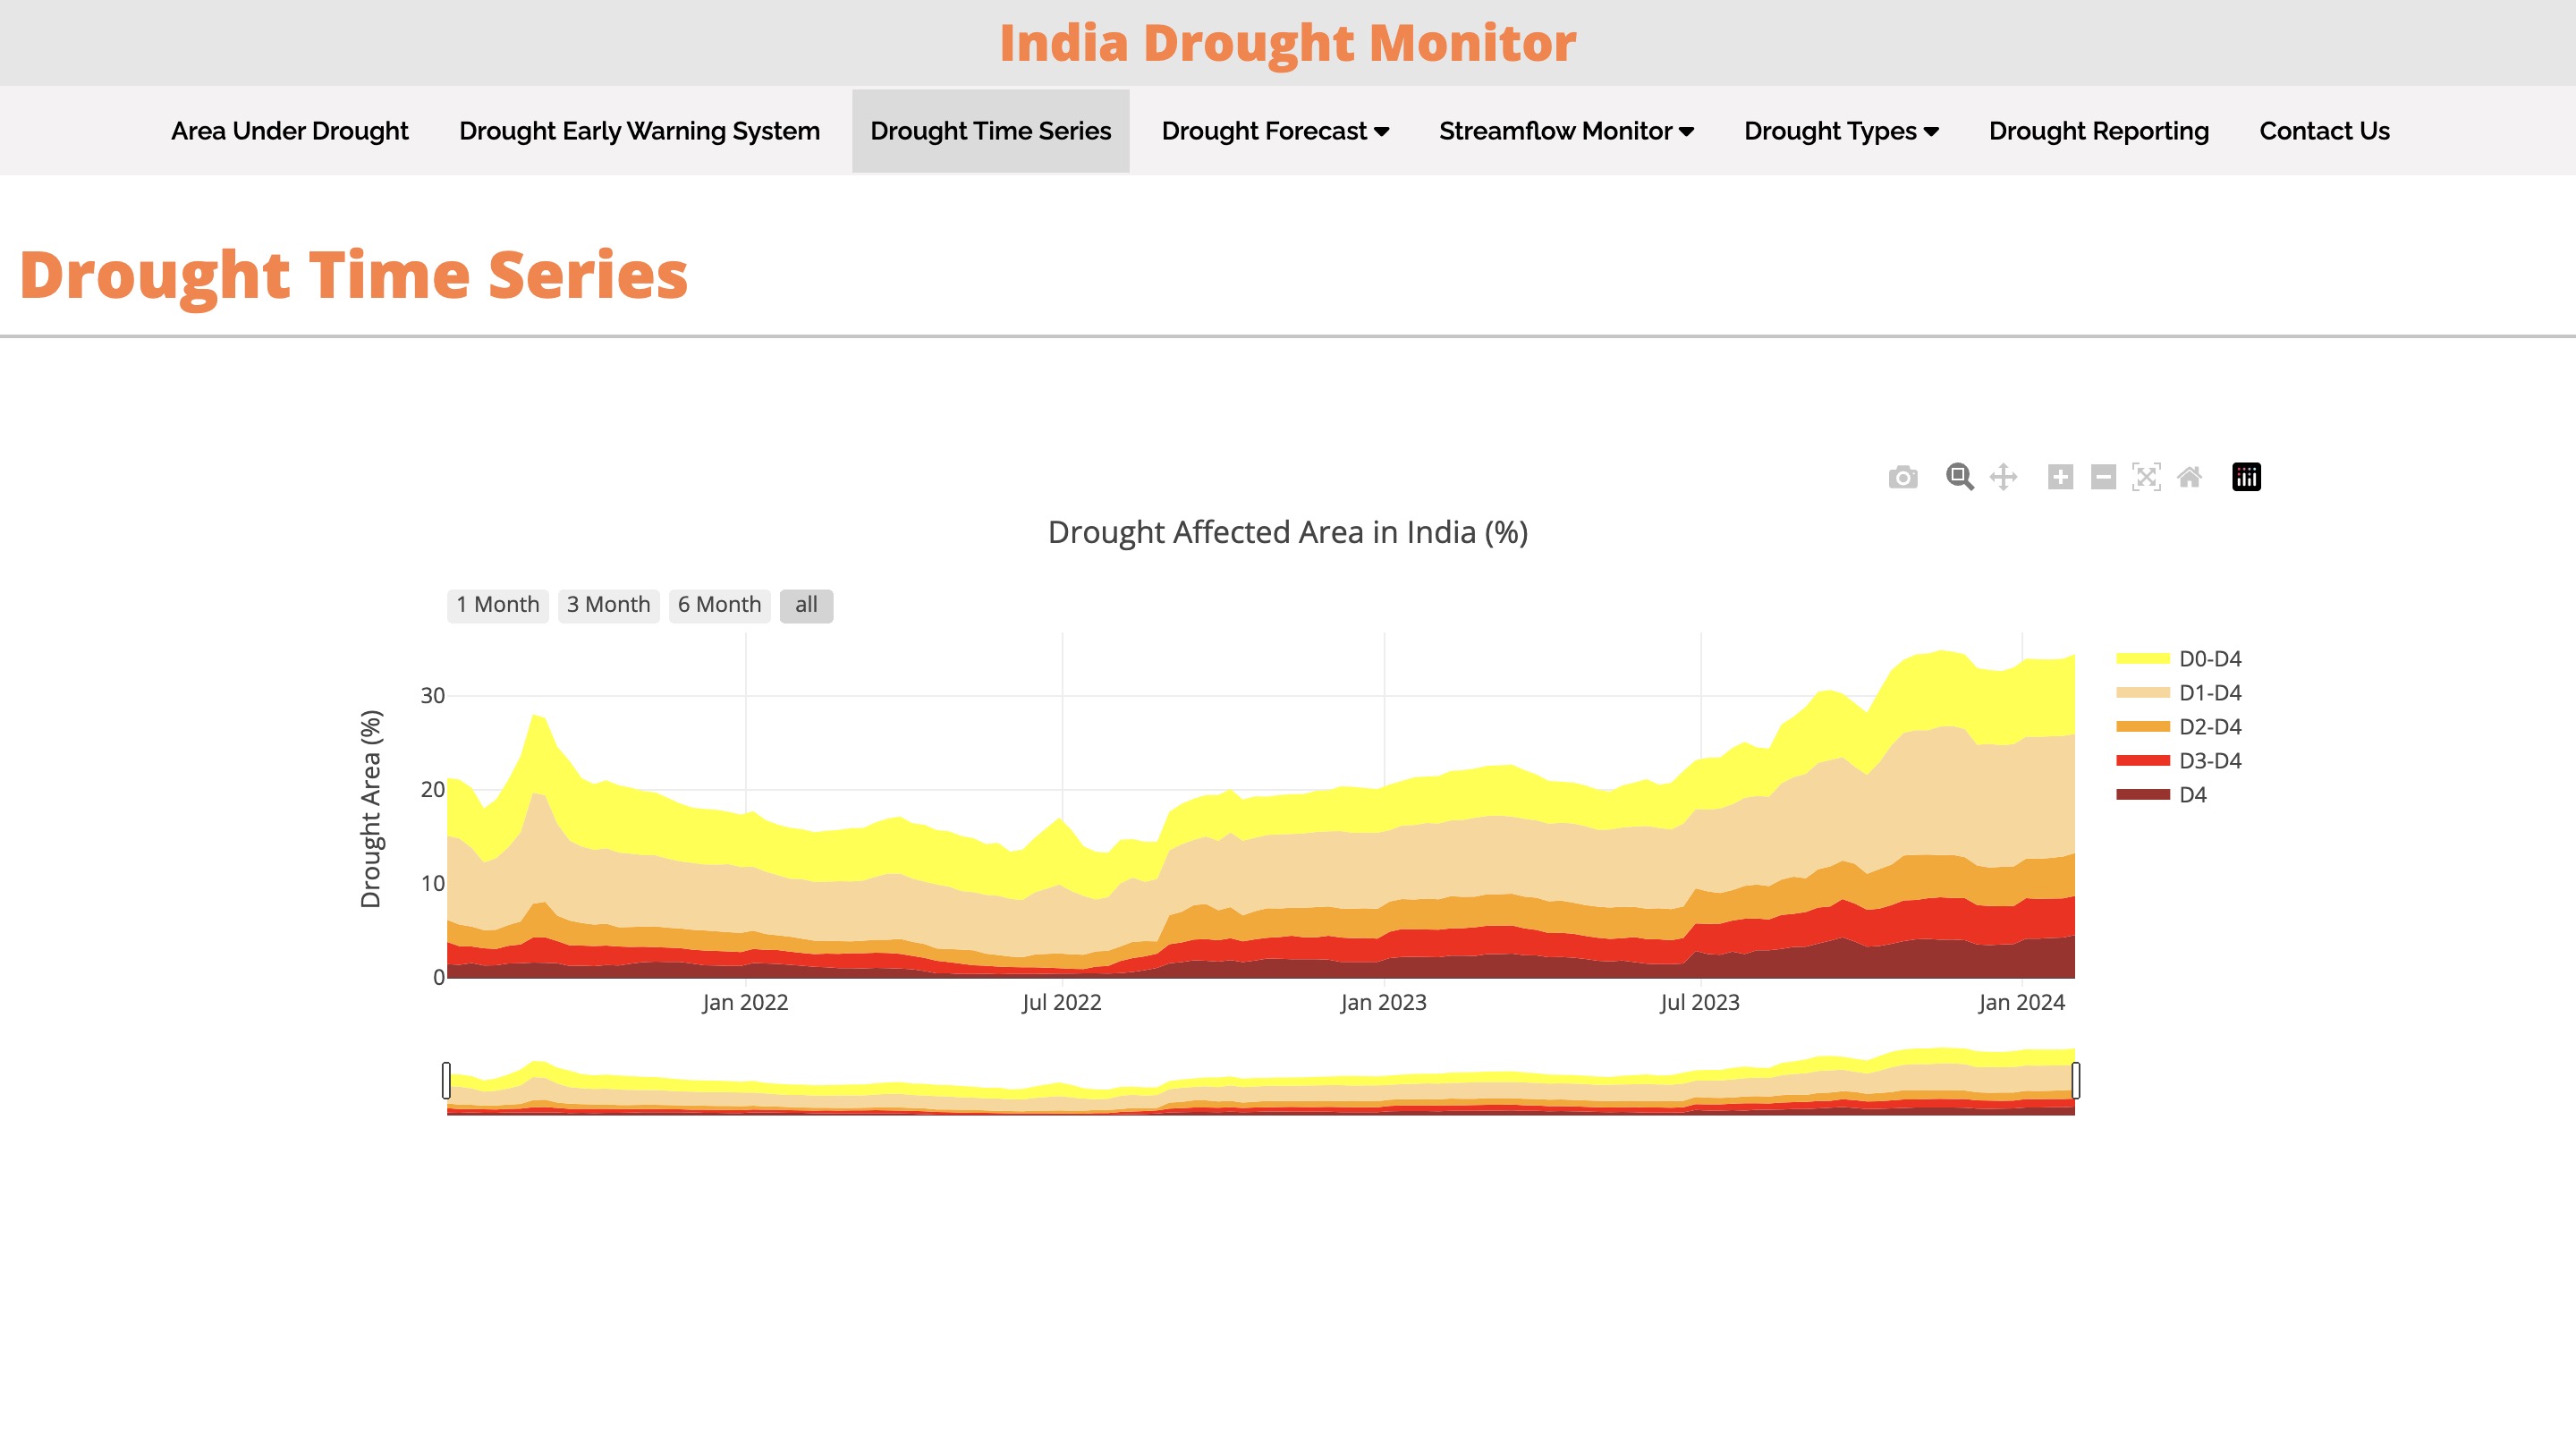 India Drought Monitor
Area Under Drought Drought Early Warning System Drought Time Series Drought Forecast Streamflow Monitor Drought Types Drought Reporting Contact Us
Drought Time Series
Drought Affected Area in India (%)
1 Month 3 Month 6 Month all
Drought Area (%)
30
20
10
0
Jan 2022 Jul 2022 Jan 2023 Jul 2023 Jan 2024
D0-D4
D1-D4
D2-D4
D3-D4
D4